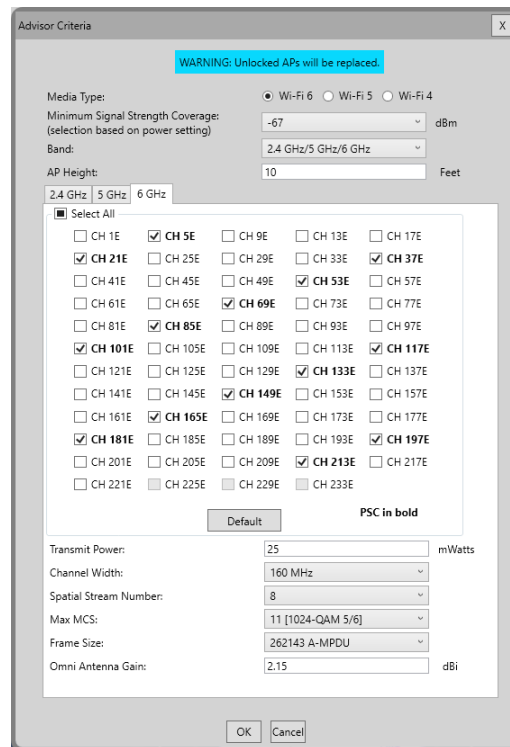 Advisor Criteria X
WARNING: Unlocked APs will be replaced.
Media Type: Wi-Fi 6 Wi-Fi 5 Wi-Fi 4
Minimum Signal Strength Coverage:
(selection based on power setting) -67 dBm
Band: 2.4 GHz/5 GHz/6 GHz
AP Height: 10 Feet
2.4 GHz 5 GHz 6 GHz
Select All
CH 1E CH 5E CH 9E CH 13E CH 17E
CH 21E CH 25E CH 29E CH 33E CH 37E
CH 41E CH 45E CH 49E CH 53E CH 57E
CH 61E CH 65E CH 69E CH 73E CH 77E
CH 81E CH 85E CH 89E CH 93E CH 97E
CH 101E CH 105E CH 109E CH 113E CH 117E
CH 121E CH 125E CH 129E CH 133E CH 137E
CH 141E CH 145E CH 149E CH 153E CH 157E
CH 161E CH 165E CH 169E CH 173E CH 177E
CH 181E CH 185E CH 189E CH 193E CH 197E
CH 201E CH 205E CH 209E CH 213E CH 217E
CH 221E CH 225E CH 229E CH 233E
Default PSC in bold
Transmit Power: 25 mWatts
Channel Width: 160 MHz
Spatial Stream Number: 8
Max MCS: 11 [1024-QAM 5/6]
Frame Size: 262143 A-MPDU
Omni Antenna Gain: 2.15 dBi
OK Cancel